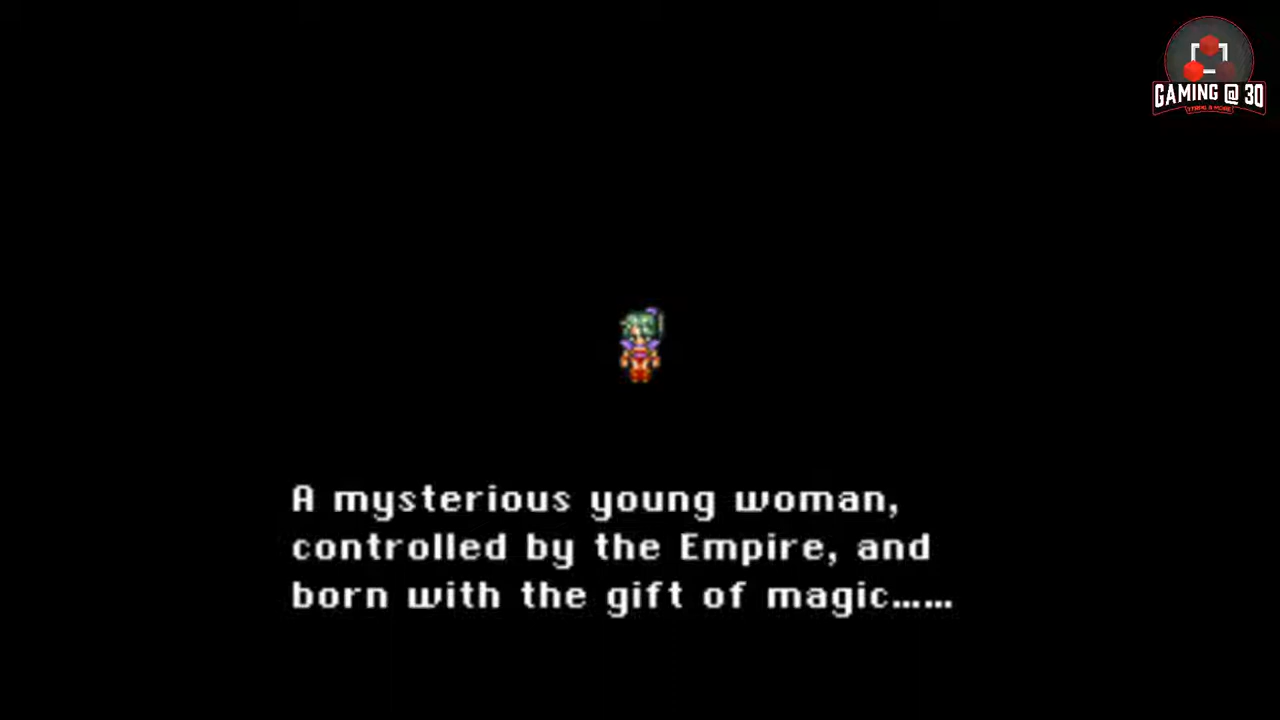 GAMING @ 30
A mysterious young woman,
controlled by the Empire, and
born with the gift of magic……